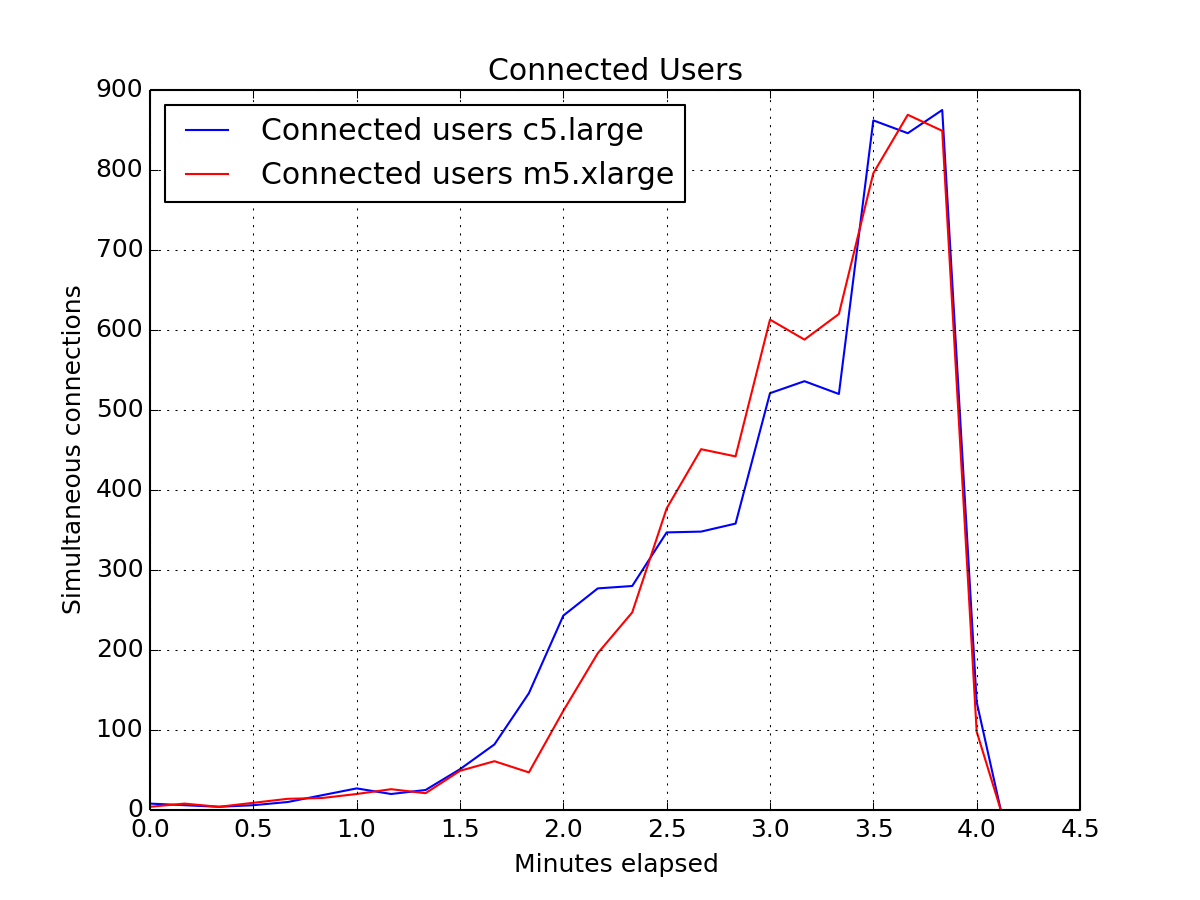 Connected Users
Connected users c5.large
Connected users m5.xlarge
900
800
700
600
500
400
300
200
100
0
Simultaneous connections
0.0 0.5 1.0 1.5 2.0 2.5 3.0 3.5 4.0 4.5
Minutes elapsed